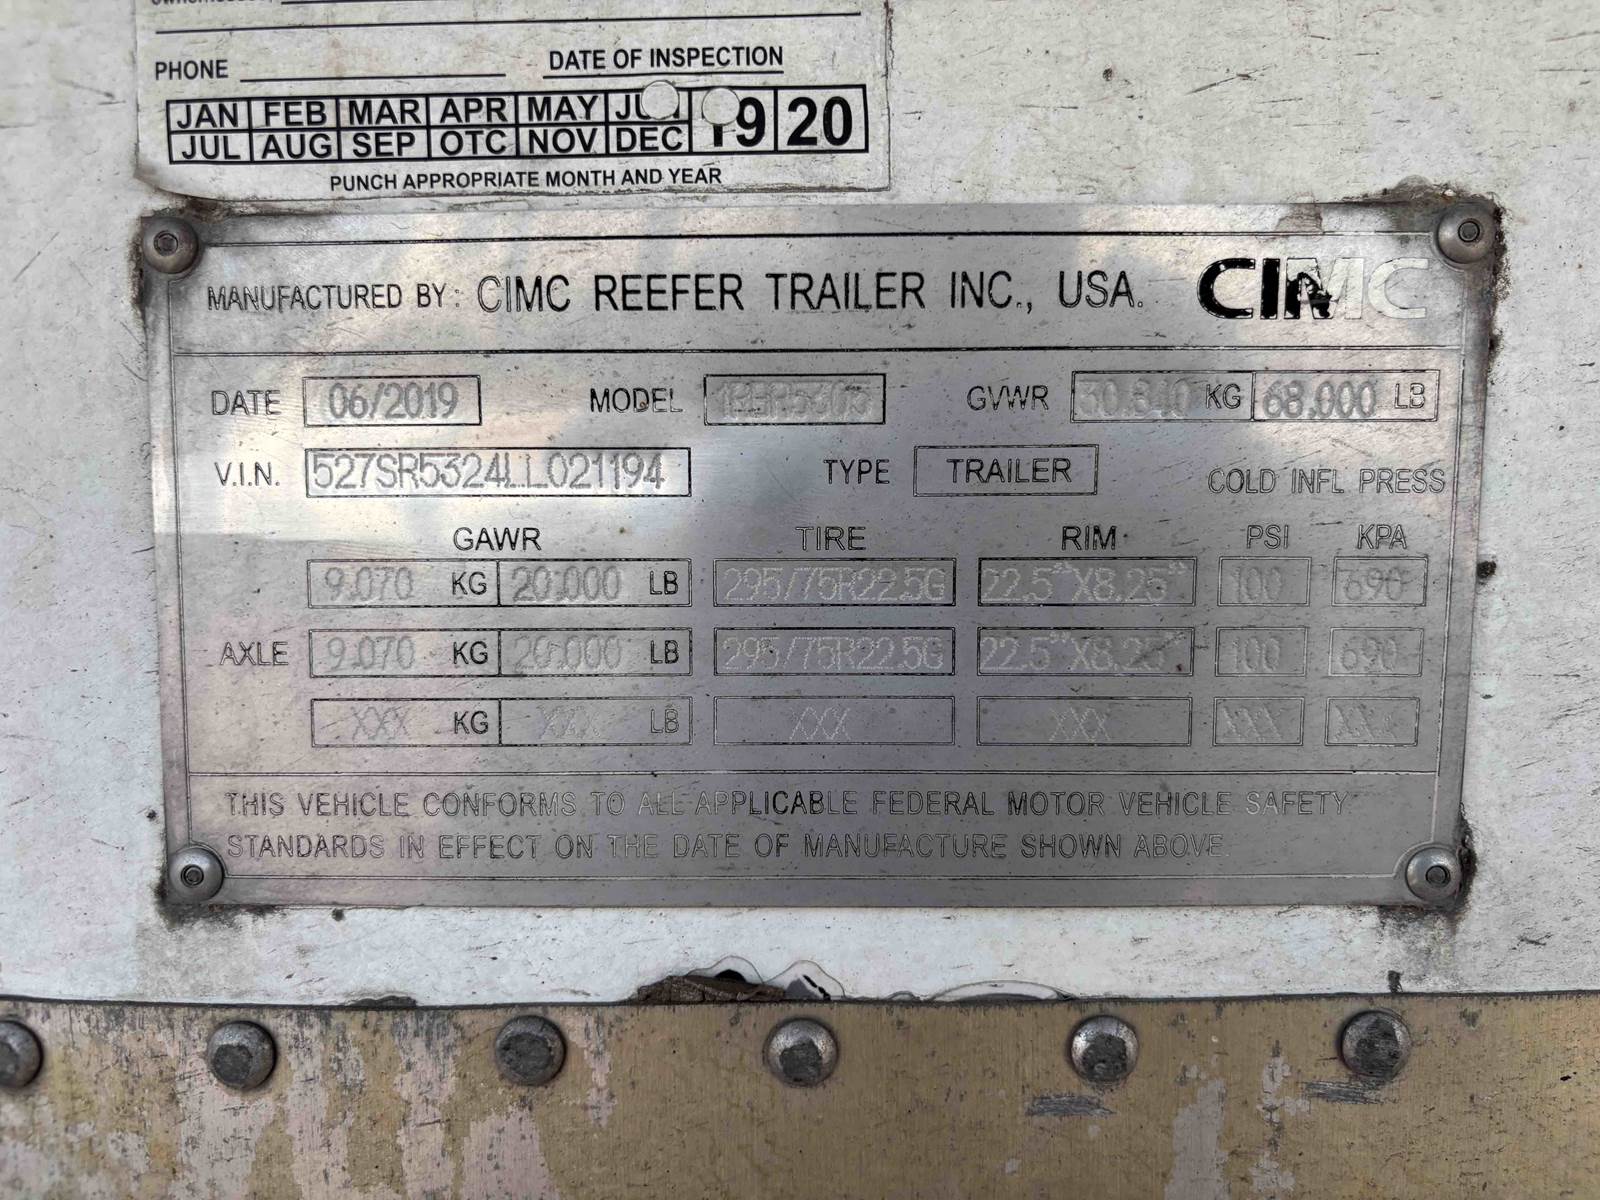 PHONE
DATE OF INSPECTION
JAN FEB MAR APR MAY JUN 19 20
JUL AUG SEP OTC NOV DEC
PUNCH APPROPRIATE MONTH AND YEAR
MANUFACTURED BY: CIMC REEFER TRAILER INC., USA. CIMC
DATE 06/2019 MODEL GVWR 30.840 KG 68.000 LB
V.I.N. 527SR5324LL021194 TYPE TRAILER COLD INFL PRESS
GAWR TIRE RIM PSI KPA
9.070 KG 20.000 LB 295/75R22.5G 22.5"X8.25" 100 690
AXLE 9.070 KG 20.000 LB 295/75R22.5G 22.5"X8.25" 100 690
XXX KG XXX LB XXX XXX XXX XXX
THIS VEHICLE CONFORMS TO ALL APPLICABLE FEDERAL MOTOR VEHICLE SAFETY
STANDARDS IN EFFECT ON THE DATE OF MANUFACTURE SHOWN ABOVE.